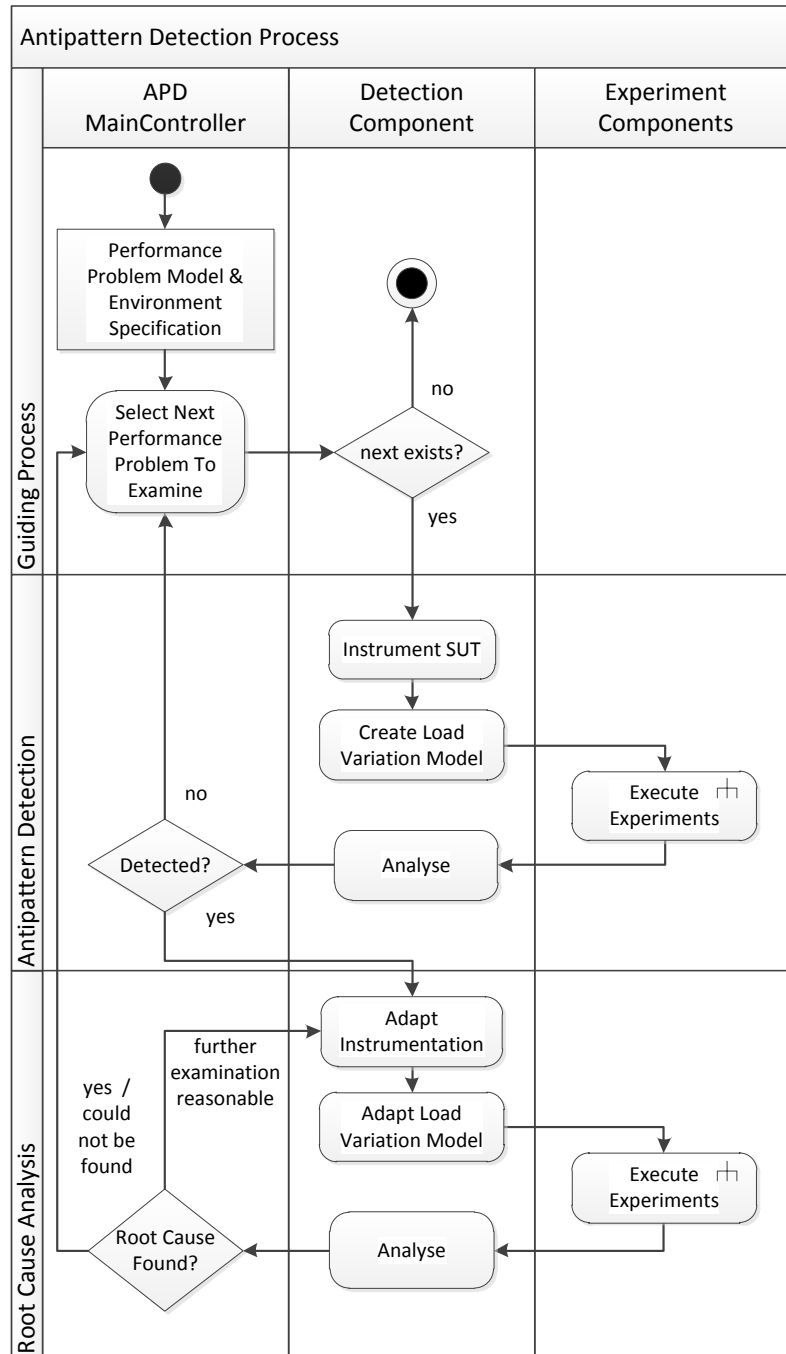 Antipattern Detection Process
APD
MainController
Detection
Component
Experiment
Components
Guiding Process
Performance
Problem Model &
Environment
Specification
Select Next
Performance
Problem To
Examine
next exists?
no
yes
Antipattern Detection
Instrument SUT
Create Load
Variation Model
Execute
Experiments
Analyse
Detected?
no
yes
Root Cause Analysis
Adapt
Instrumentation
further
examination
reasonable
yes /
could
not be
found
Adapt Load
Variation Model
Execute
Experiments
Analyse
Root Cause
Found?